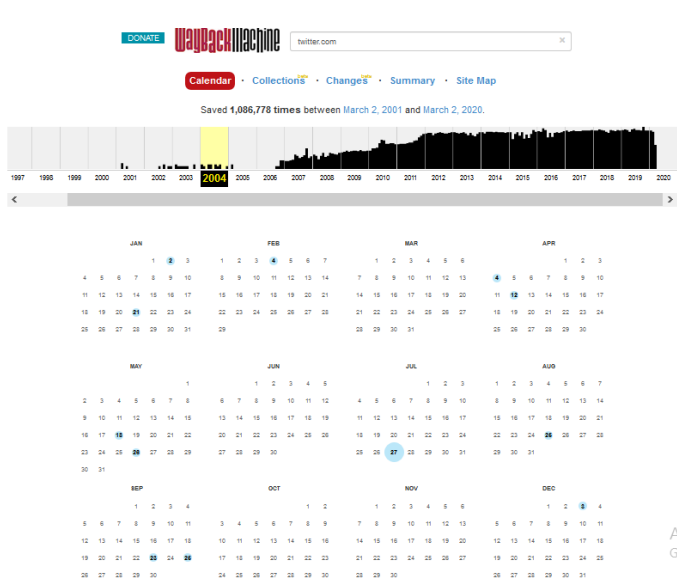 DONATE WayBackMachine twitter.com ×
Calendar · Collections beta · Changes beta · Summary · Site Map
Saved 1,086,778 times between March 2, 2001 and March 2, 2020.
1997 1998 1999 2000 2001 2002 2003 2004 2005 2006 2007 2008 2009 2010 2011 2012 2013 2014 2015 2016 2017 2018 2019 2020
JAN FEB MAR APR
1 2 3 1 2 3 4 5 6 7 1 2 3 4 5 6 1 2 3
4 5 6 7 8 9 10 8 9 10 11 12 13 14 7 8 9 10 11 12 13 4 5 6 7 8 9 10
11 12 13 14 15 16 17 15 16 17 18 19 20 21 14 15 16 17 18 19 20 11 12 13 14 15 16 17
18 19 20 21 22 23 24 22 23 24 25 26 27 28 21 22 23 24 25 26 27 18 19 20 21 22 23 24
25 26 27 28 29 30 31 29 28 29 30 31 25 26 27 28 29 30
MAY JUN JUL AUG
1 1 2 3 4 5 1 2 3 1 2 3 4 5 6 7
2 3 4 5 6 7 8 6 7 8 9 10 11 12 4 5 6 7 8 9 10 8 9 10 11 12 13 14
9 10 11 12 13 14 15 13 14 15 16 17 18 19 11 12 13 14 15 16 17 15 16 17 18 19 20 21
16 17 18 19 20 21 22 20 21 22 23 24 25 26 18 19 20 21 22 23 24 22 23 24 25 26 27 28
23 24 25 26 27 28 29 27 28 29 30 25 26 27 28 29 30 31 29 30 31
30 31
SEP OCT NOV DEC
1 2 3 4 1 2 1 2 3 4 5 6 1 2 3 4
5 6 7 8 9 10 11 3 4 5 6 7 8 9 7 8 9 10 11 12 13 5 6 7 8 9 10 11
12 13 14 15 16 17 18 10 11 12 13 14 15 16 14 15 16 17 18 19 20 12 13 14 15 16 17 18
19 20 21 22 23 24 25 17 18 19 20 21 22 23 21 22 23 24 25 26 27 19 20 21 22 23 24 25
26 27 28 29 30 24 25 26 27 28 29 30 28 29 30 26 27 28 29 30 31